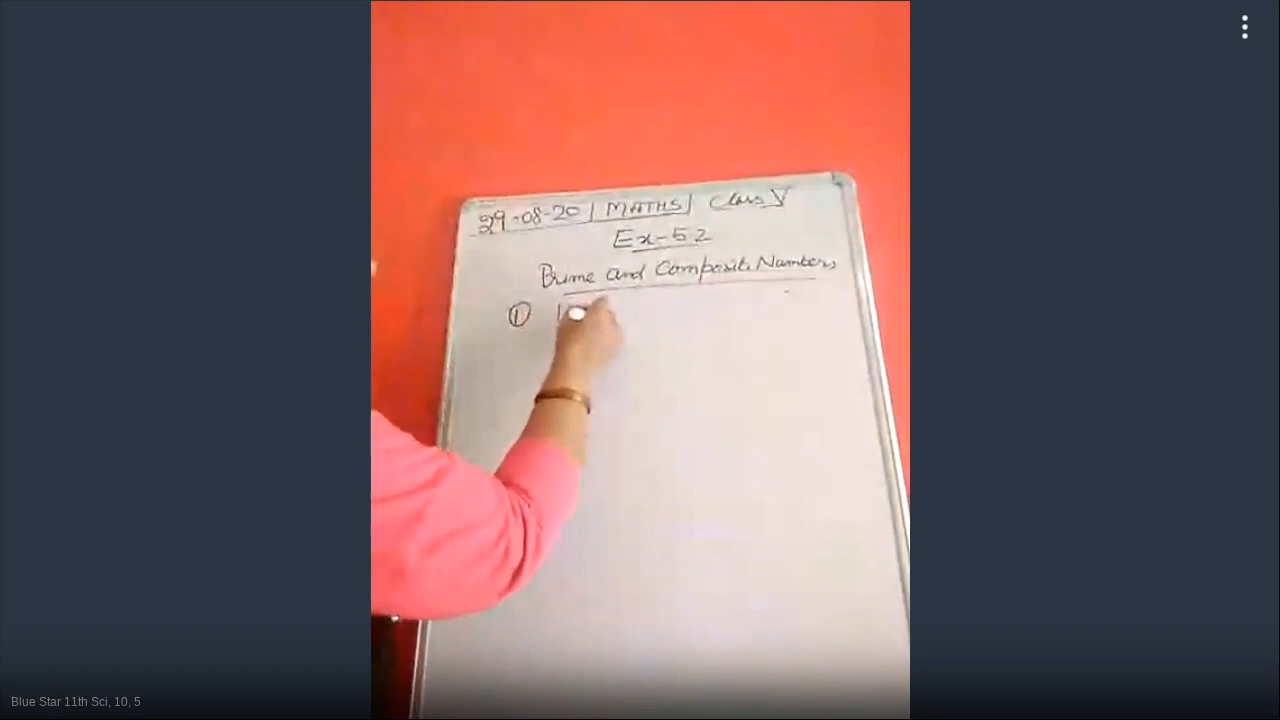 29-08-20 | MATHS | Class V
Ex-5.2
Prime and Composite Numbers
①
Blue Star 11th Sci, 10, 5